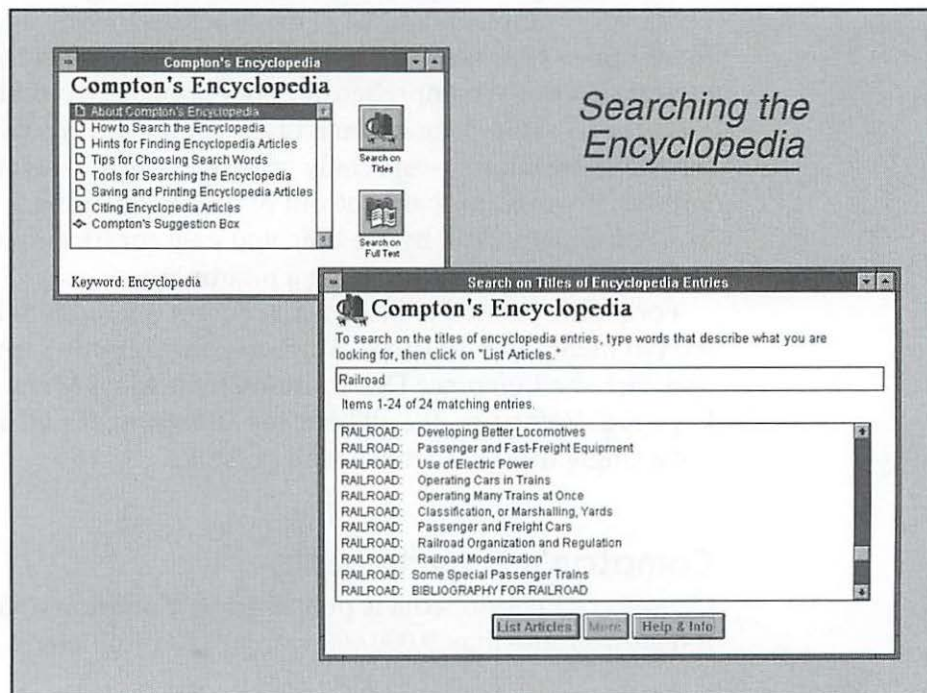 Compton's Encyclopedia
Compton's Encyclopedia
About Compton's Encyclopedia
How to Search the Encyclopedia
Hints for Finding Encyclopedia Articles
Tips for Choosing Search Words
Tools for Searching the Encyclopedia
Saving and Printing Encyclopedia Articles
Citing Encyclopedia Articles
Compton's Suggestion Box
Search on
Titles
Search on
Full Text
Keyword: Encyclopedia
Searching the
Encyclopedia
Search on Titles of Encyclopedia Entries
Compton's Encyclopedia
To search on the titles of encyclopedia entries, type words that describe what you are
looking for, then click on "List Articles."
Railroad
Items 1-24 of 24 matching entries.
RAILROAD: Developing Better Locomotives
RAILROAD: Passenger and Fast-Freight Equipment
RAILROAD: Use of Electric Power
RAILROAD: Operating Cars in Trains
RAILROAD: Operating Many Trains at Once
RAILROAD: Classification, or Marshalling, Yards
RAILROAD: Passenger and Freight Cars
RAILROAD: Railroad Organization and Regulation
RAILROAD: Railroad Modernization
RAILROAD: Some Special Passenger Trains
RAILROAD: BIBLIOGRAPHY FOR RAILROAD
List Articles More Help & Info